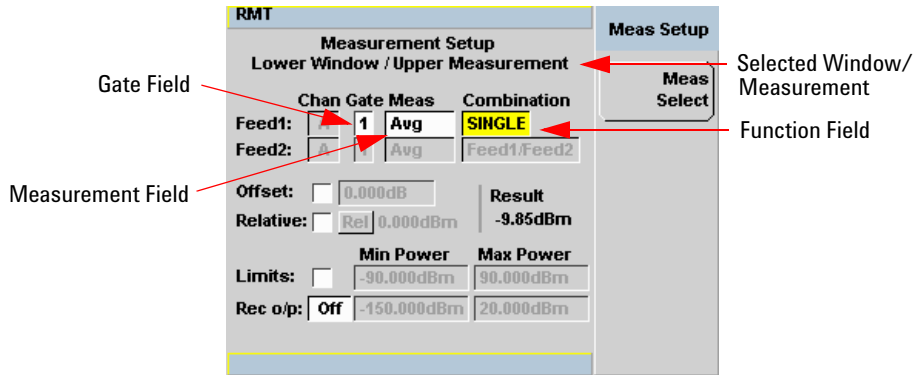 RMT
Meas Setup
Measurement Setup
Lower Window / Upper Measurement
Selected Window/
Measurement
Meas
Select
Gate Field
Chan Gate Meas Combination
Feed1: A 1 Avg SINGLE
Function Field
Feed2: A 1 Avg Feed1/Feed2
Measurement Field
Offset: 0.000dB Result
Relative: Rel 0.000dBm -9.85dBm
Min Power Max Power
Limits: -90.000dBm 90.000dBm
Rec o/p: Off -150.000dBm 20.000dBm